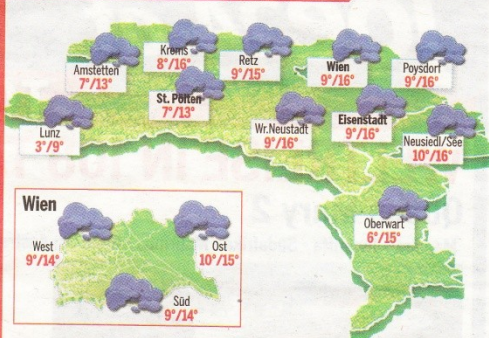 Amstetten
7°/13°
Krems
8°/16°
Retz
9°/15°
Wien
9°/16°
Poysdorf
9°/16°
Lunz
3°/9°
St. Pölten
7°/13°
Wr.Neustadt
9°/16°
Eisenstadt
9°/16°
Neusiedl/See
10°/16°
Oberwart
6°/15°
Wien
West
9°/14°
Ost
10°/15°
Süd
9°/14°